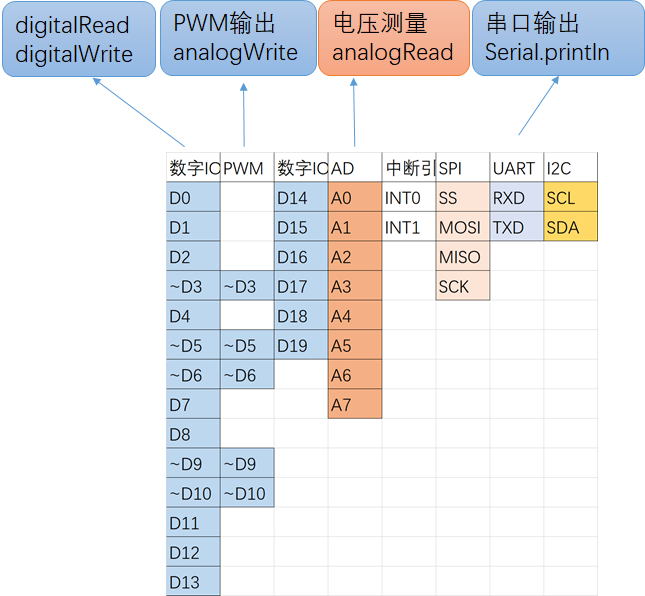 digitalRead
digitalWrite
PWM输出
analogWrite
电压测量
analogRead
串口输出
Serial.println
数字IC PWM 数字IC AD 中断引 SPI UART I2C
D0 D14 A0 INT0 SS RXD SCL
D1 D15 A1 INT1 MOSI TXD SDA
D2 D16 A2 MISO
~D3 ~D3 D17 A3 SCK
D4 D18 A4
~D5 ~D5 D19 A5
~D6 ~D6 A6
D7 A7
D8
~D9 ~D9
~D10 ~D10
D11
D12
D13